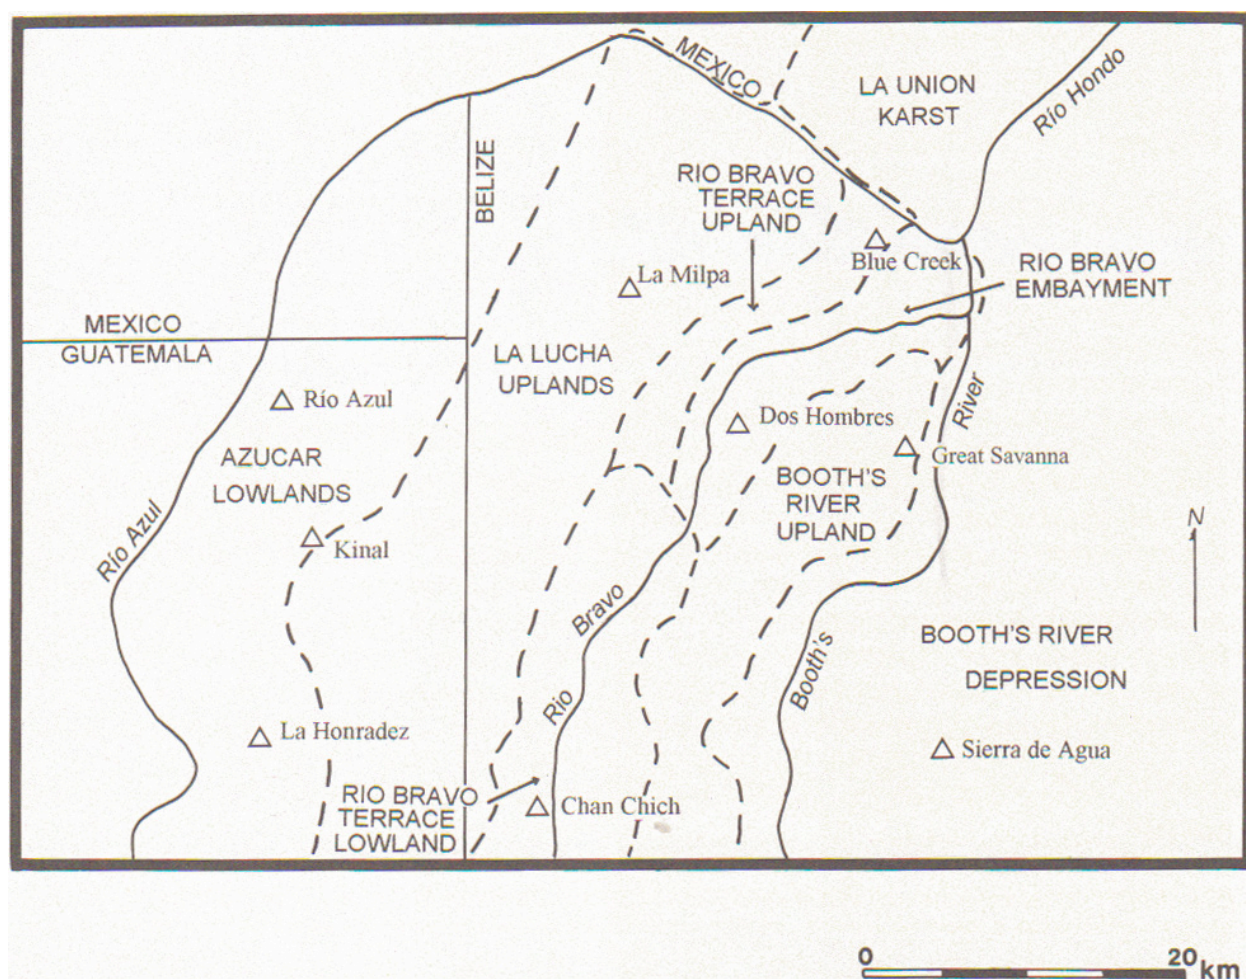 MEXICO
LA UNION
KARST
Río Hondo
BELIZE
RIO BRAVO
TERRACE
UPLAND
La Milpa
Blue Creek
RIO BRAVO
EMBAYMENT
MEXICO
GUATEMALA
LA LUCHA
UPLANDS
Río Azul
Dos Hombres
River
Great Savanna
AZUCAR
LOWLANDS
BOOTH'S
RIVER
UPLAND
Río Azul
Kinal
N
Bravo
Rio
Booth's
BOOTH'S RIVER
DEPRESSION
La Honradez
Sierra de Agua
RIO BRAVO
TERRACE
LOWLAND
Chan Chich
0 20 km